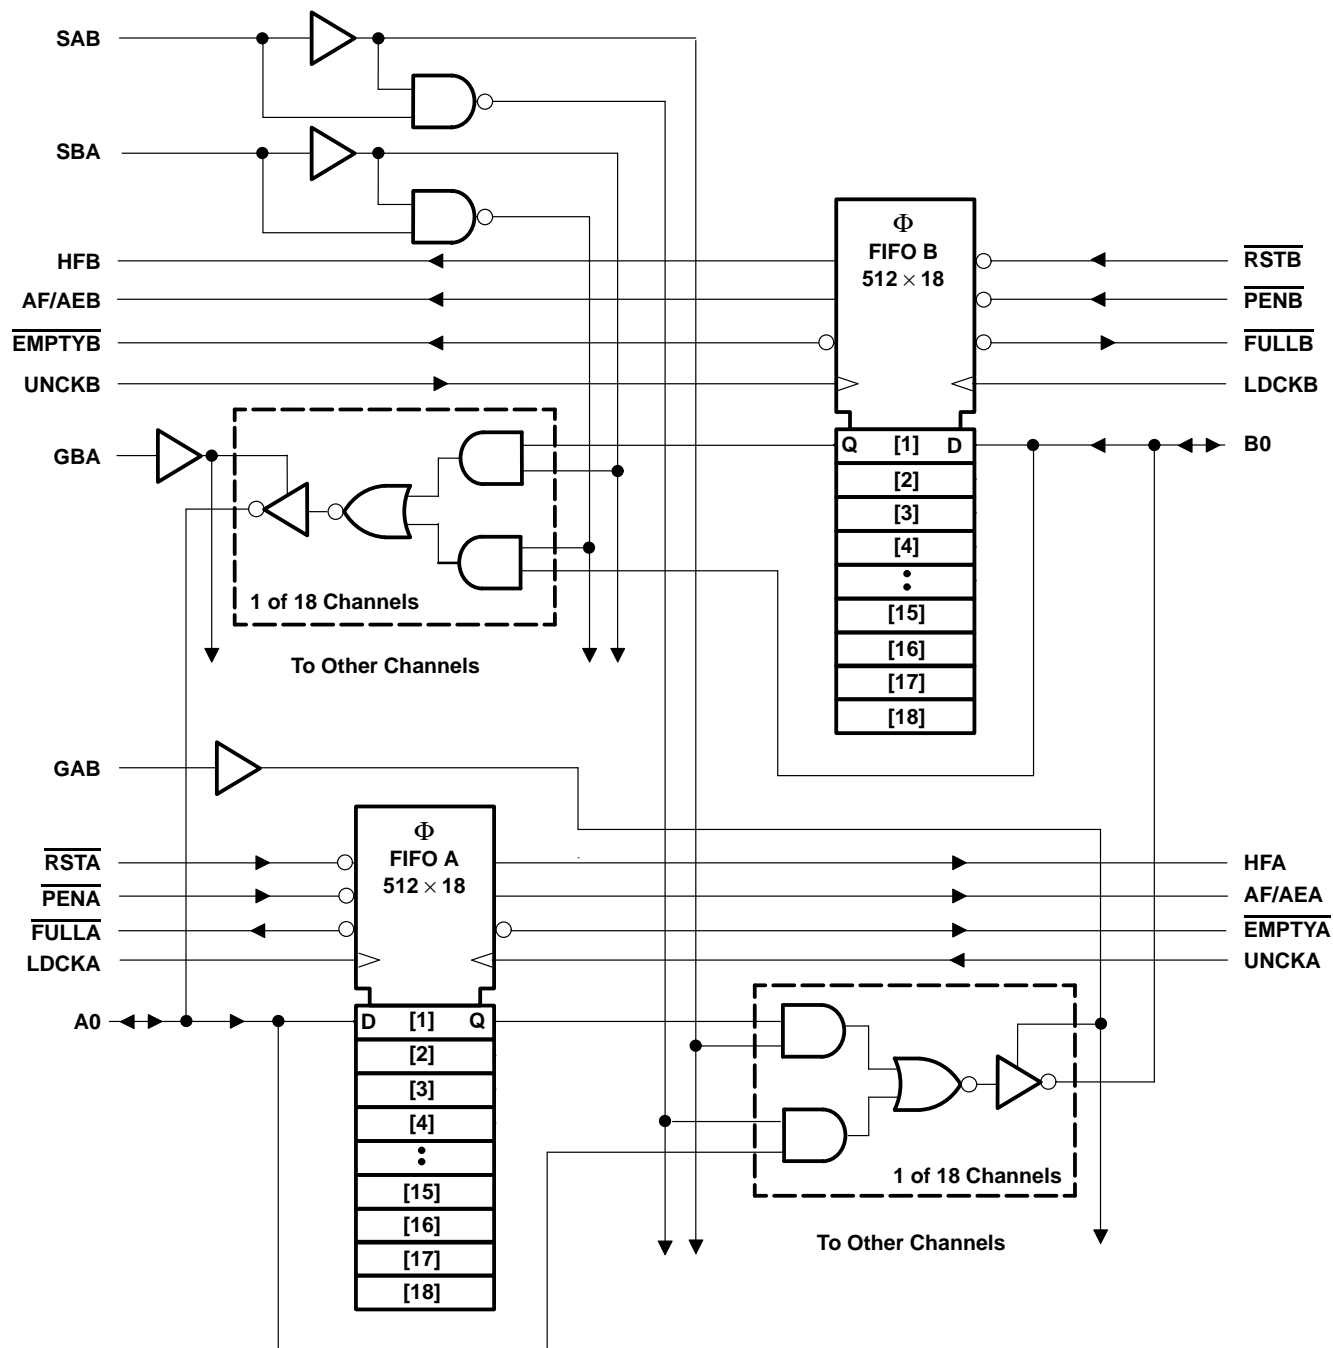 SAB
SBA
HFB
AF/AEB
EMPTYB
UNCKB
GBA
Φ
FIFO B
512 × 18
RSTB
PENB
FULLB
LDCKB
Q [1] D
B0
[2]
[3]
[4]
[15]
[16]
[17]
[18]
1 of 18 Channels
To Other Channels
GAB
RSTA
PENA
FULLA
LDCKA
A0
Φ
FIFO A
512 × 18
HFA
AF/AEA
EMPTYA
UNCKA
D [1] Q
[2]
[3]
[4]
[15]
[16]
[17]
[18]
1 of 18 Channels
To Other Channels